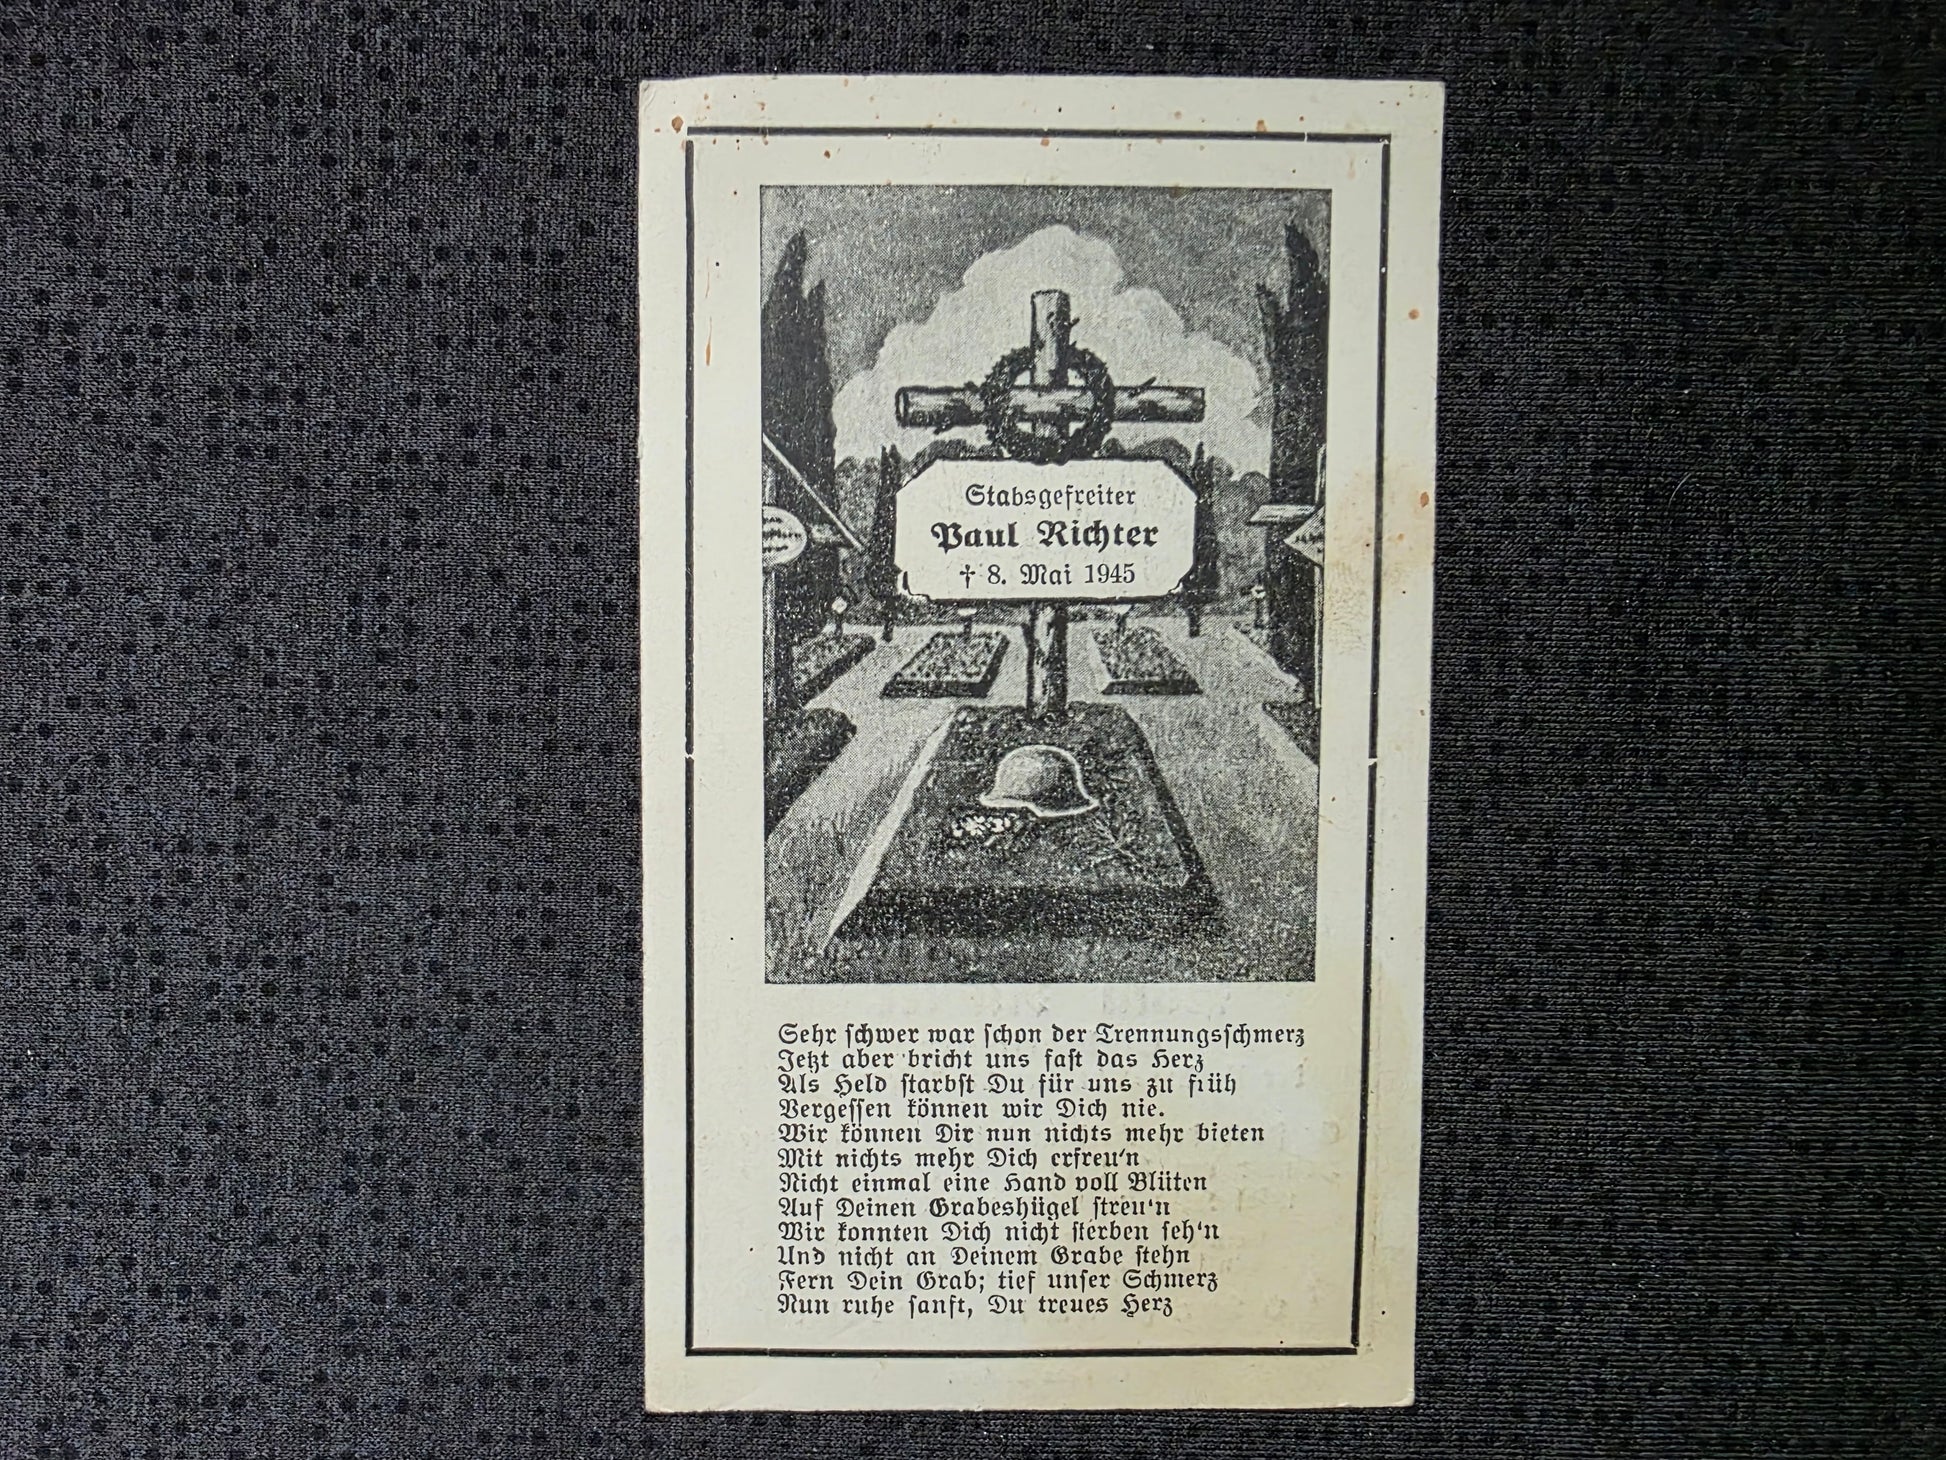 Stabsgefreiter
Paul Richter
† 8. Mai 1945
Sehr schwer war schon der Trennungsschmerz
Jetzt aber bricht uns fast das Herz
Als Held starbst Du für uns zu früh
Vergessen können wir Dich nie.
Wir können Dir nun nichts mehr bieten
Mit nichts mehr Dich erfreu'n
Nicht einmal eine Hand voll Blüten
Auf Deinen Grabeshügel streu'n
Wir konnten Dich nicht sterben seh'n
Und nicht an Deinem Grabe stehn
Fern Dein Grab; tief unser Schmerz
Nun ruhe sanft, Du treues Herz